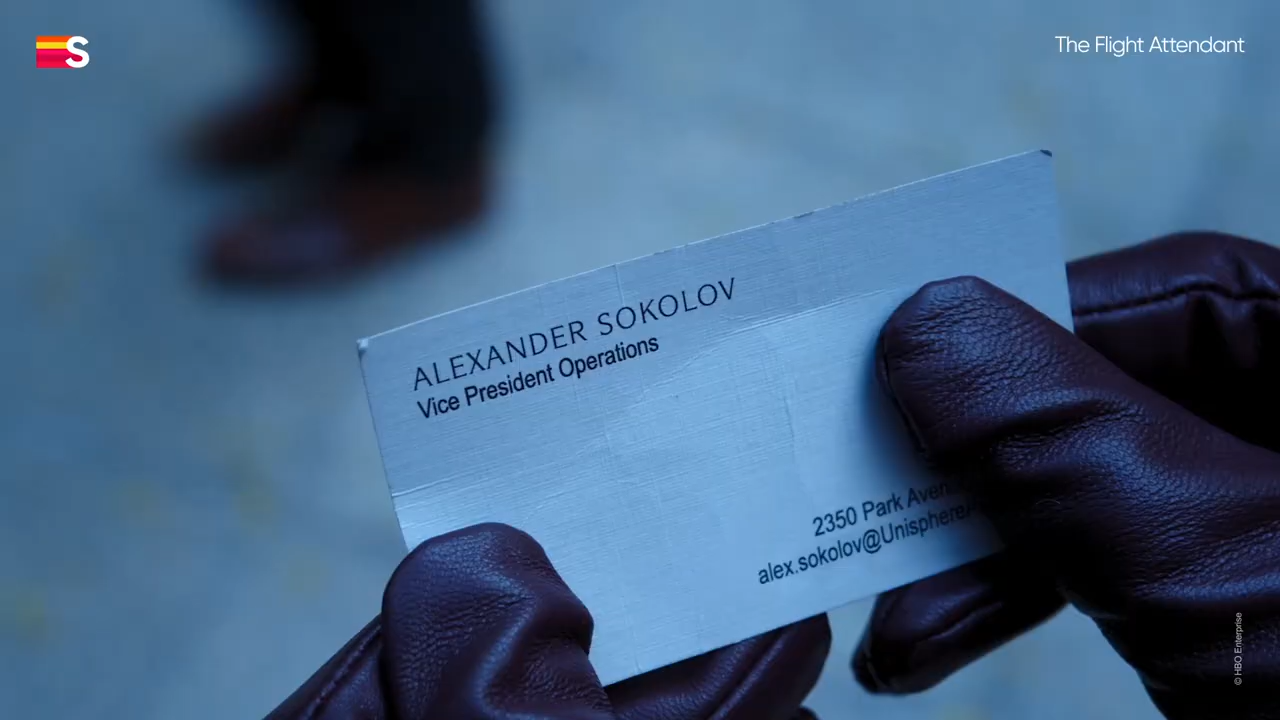 S
The Flight Attendant
ALEXANDER SOKOLOV
Vice President Operations
2350 Park
alex.sokolov@Unisphere
© HBO Enterprise